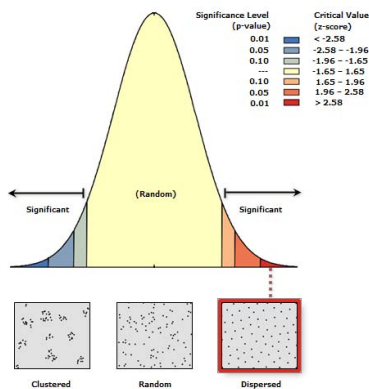 Significance Level Critical Value
(p-value) (z-score)
0.01 < -2.58
0.05 -2.58 – -1.96
0.10 -1.96 – -1.65
--- -1.65 – 1.65
0.10 1.65 – 1.96
0.05 1.96 – 2.58
0.01 > 2.58
(Random)
Significant Significant
Clustered Random Dispersed